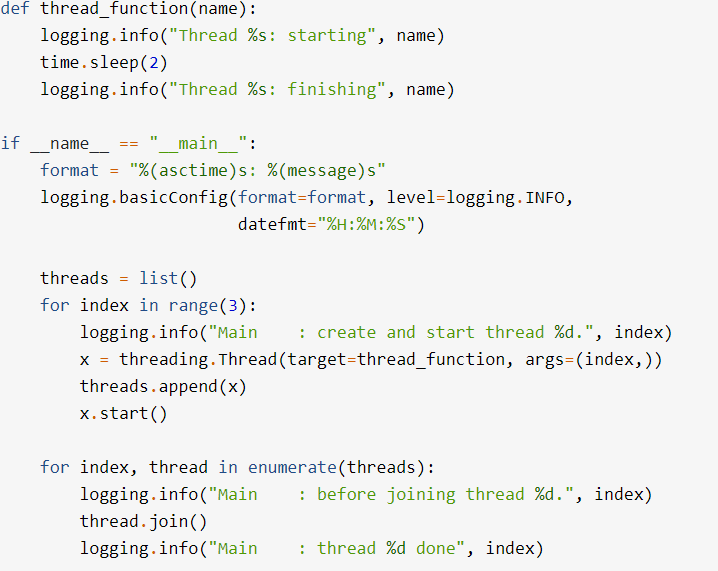 def thread_function(name):
    logging.info("Thread %s: starting", name)
    time.sleep(2)
    logging.info("Thread %s: finishing", name)

if __name__ == "__main__":
    format = "%(asctime)s: %(message)s"
    logging.basicConfig(format=format, level=logging.INFO,
                        datefmt="%H:%M:%S")

    threads = list()
    for index in range(3):
        logging.info("Main    : create and start thread %d.", index)
        x = threading.Thread(target=thread_function, args=(index,))
        threads.append(x)
        x.start()

    for index, thread in enumerate(threads):
        logging.info("Main    : before joining thread %d.", index)
        thread.join()
        logging.info("Main    : thread %d done", index)